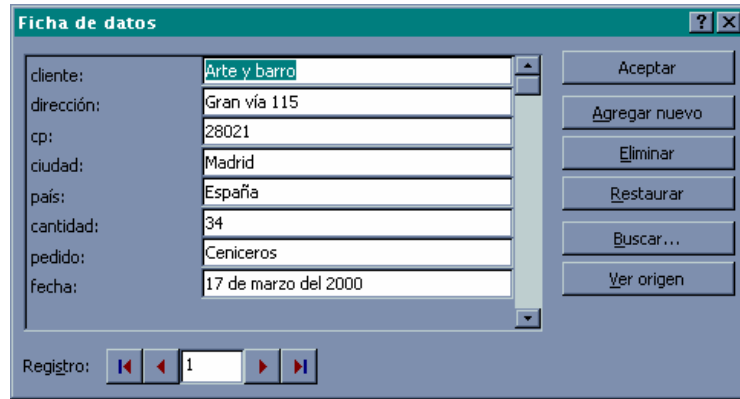 Ficha de datos
cliente: Arte y barro
dirección: Gran vía 115
cp: 28021
ciudad: Madrid
país: España
cantidad: 34
pedido: Ceniceros
fecha: 17 de marzo del 2000
Aceptar
Agregar nuevo
Eliminar
Restaurar
Buscar...
Ver origen
Registro: 1